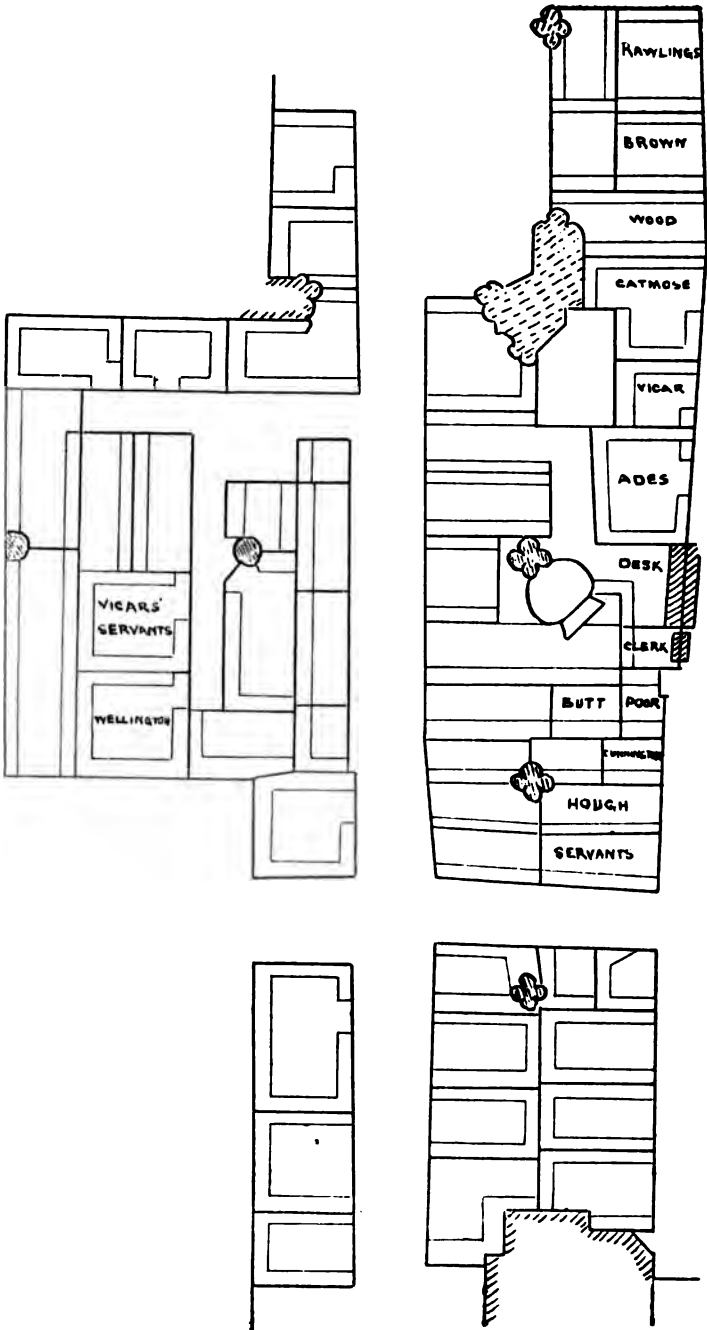 RAWLINGS
BROWN
WOOD
CATMOSE
VICAR
ADES
DESK
VICARS'
SERVANTS
CLERK
WELLINGTON
BUTT
POOR
HOUGH
SERVANTS